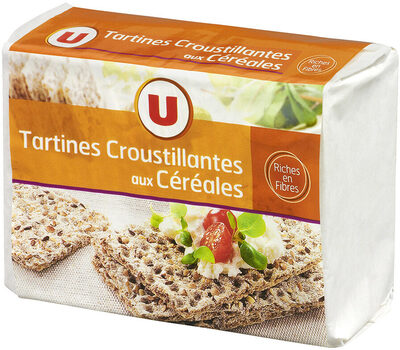 U
Tartines Croustillantes
aux Céréales
Riches
en
Fibres
U
Tartines Croustillantes
aux Céréales
Riches
en
Fibres